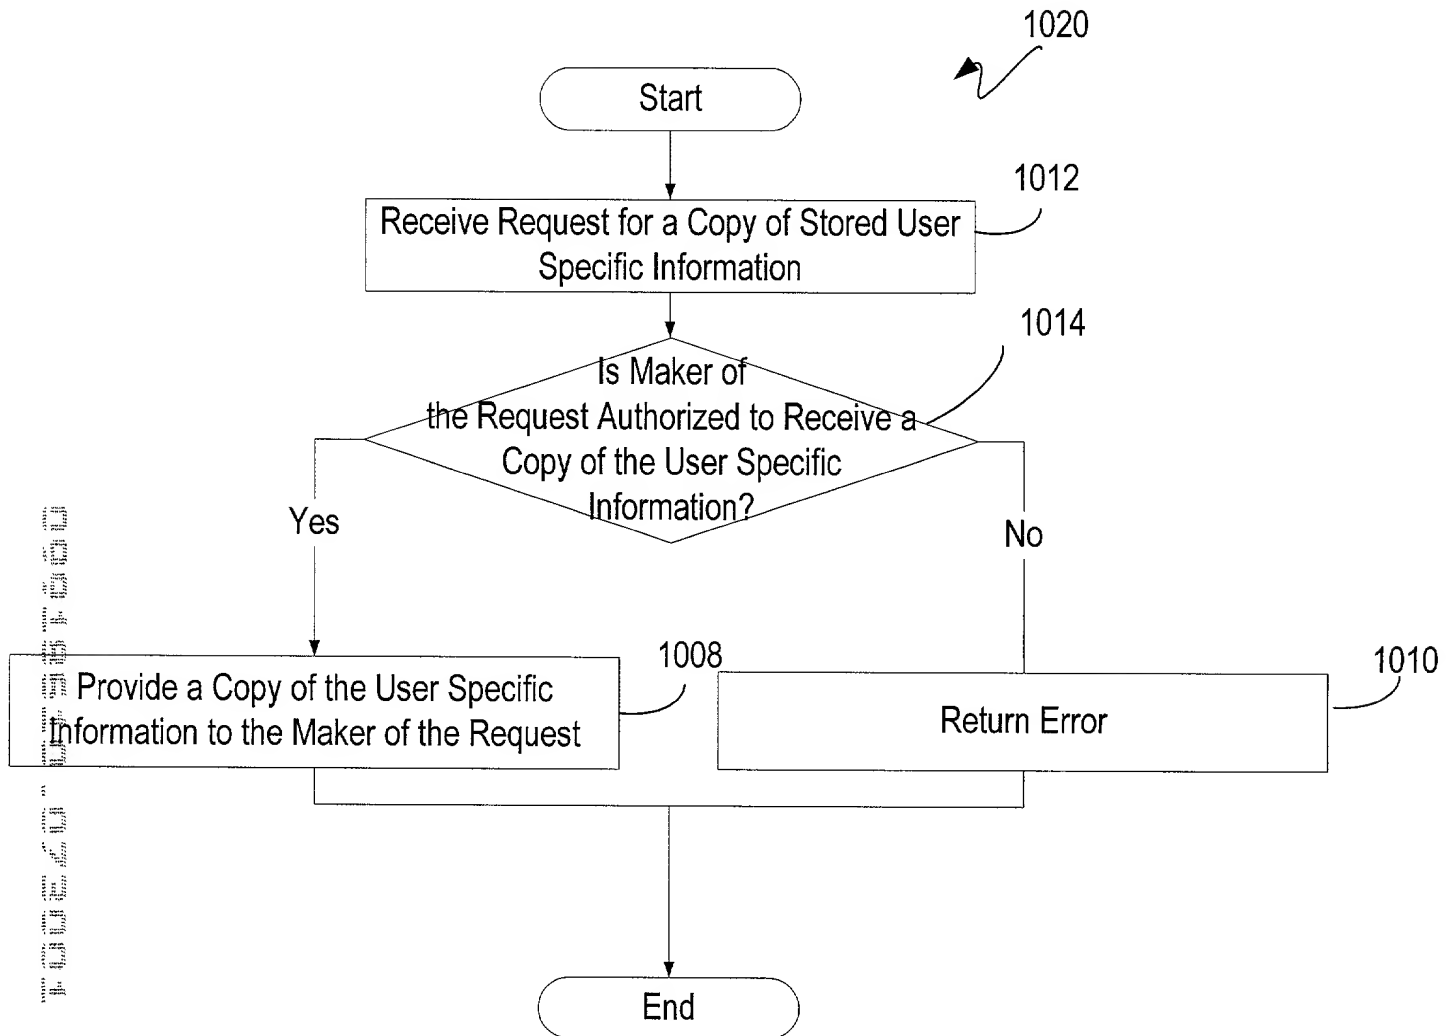 1020
Start
1012
Receive Request for a Copy of Stored User
Specific Information
1014
Is Maker of
the Request Authorized to Receive a
Copy of the User Specific
Information?
Yes
No
1008
Provide a Copy of the User Specific
Information to the Maker of the Request
1010
Return Error
End